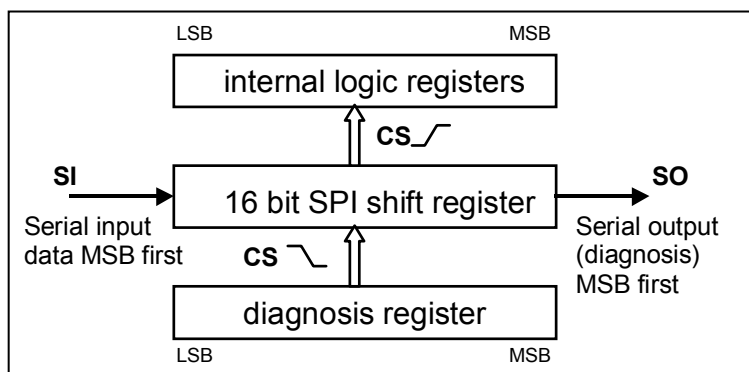 LSB MSB
internal logic registers
CS
SI
SO
16 bit SPI shift register
Serial input
data MSB first
Serial output
(diagnosis)
MSB first
CS
diagnosis register
LSB MSB